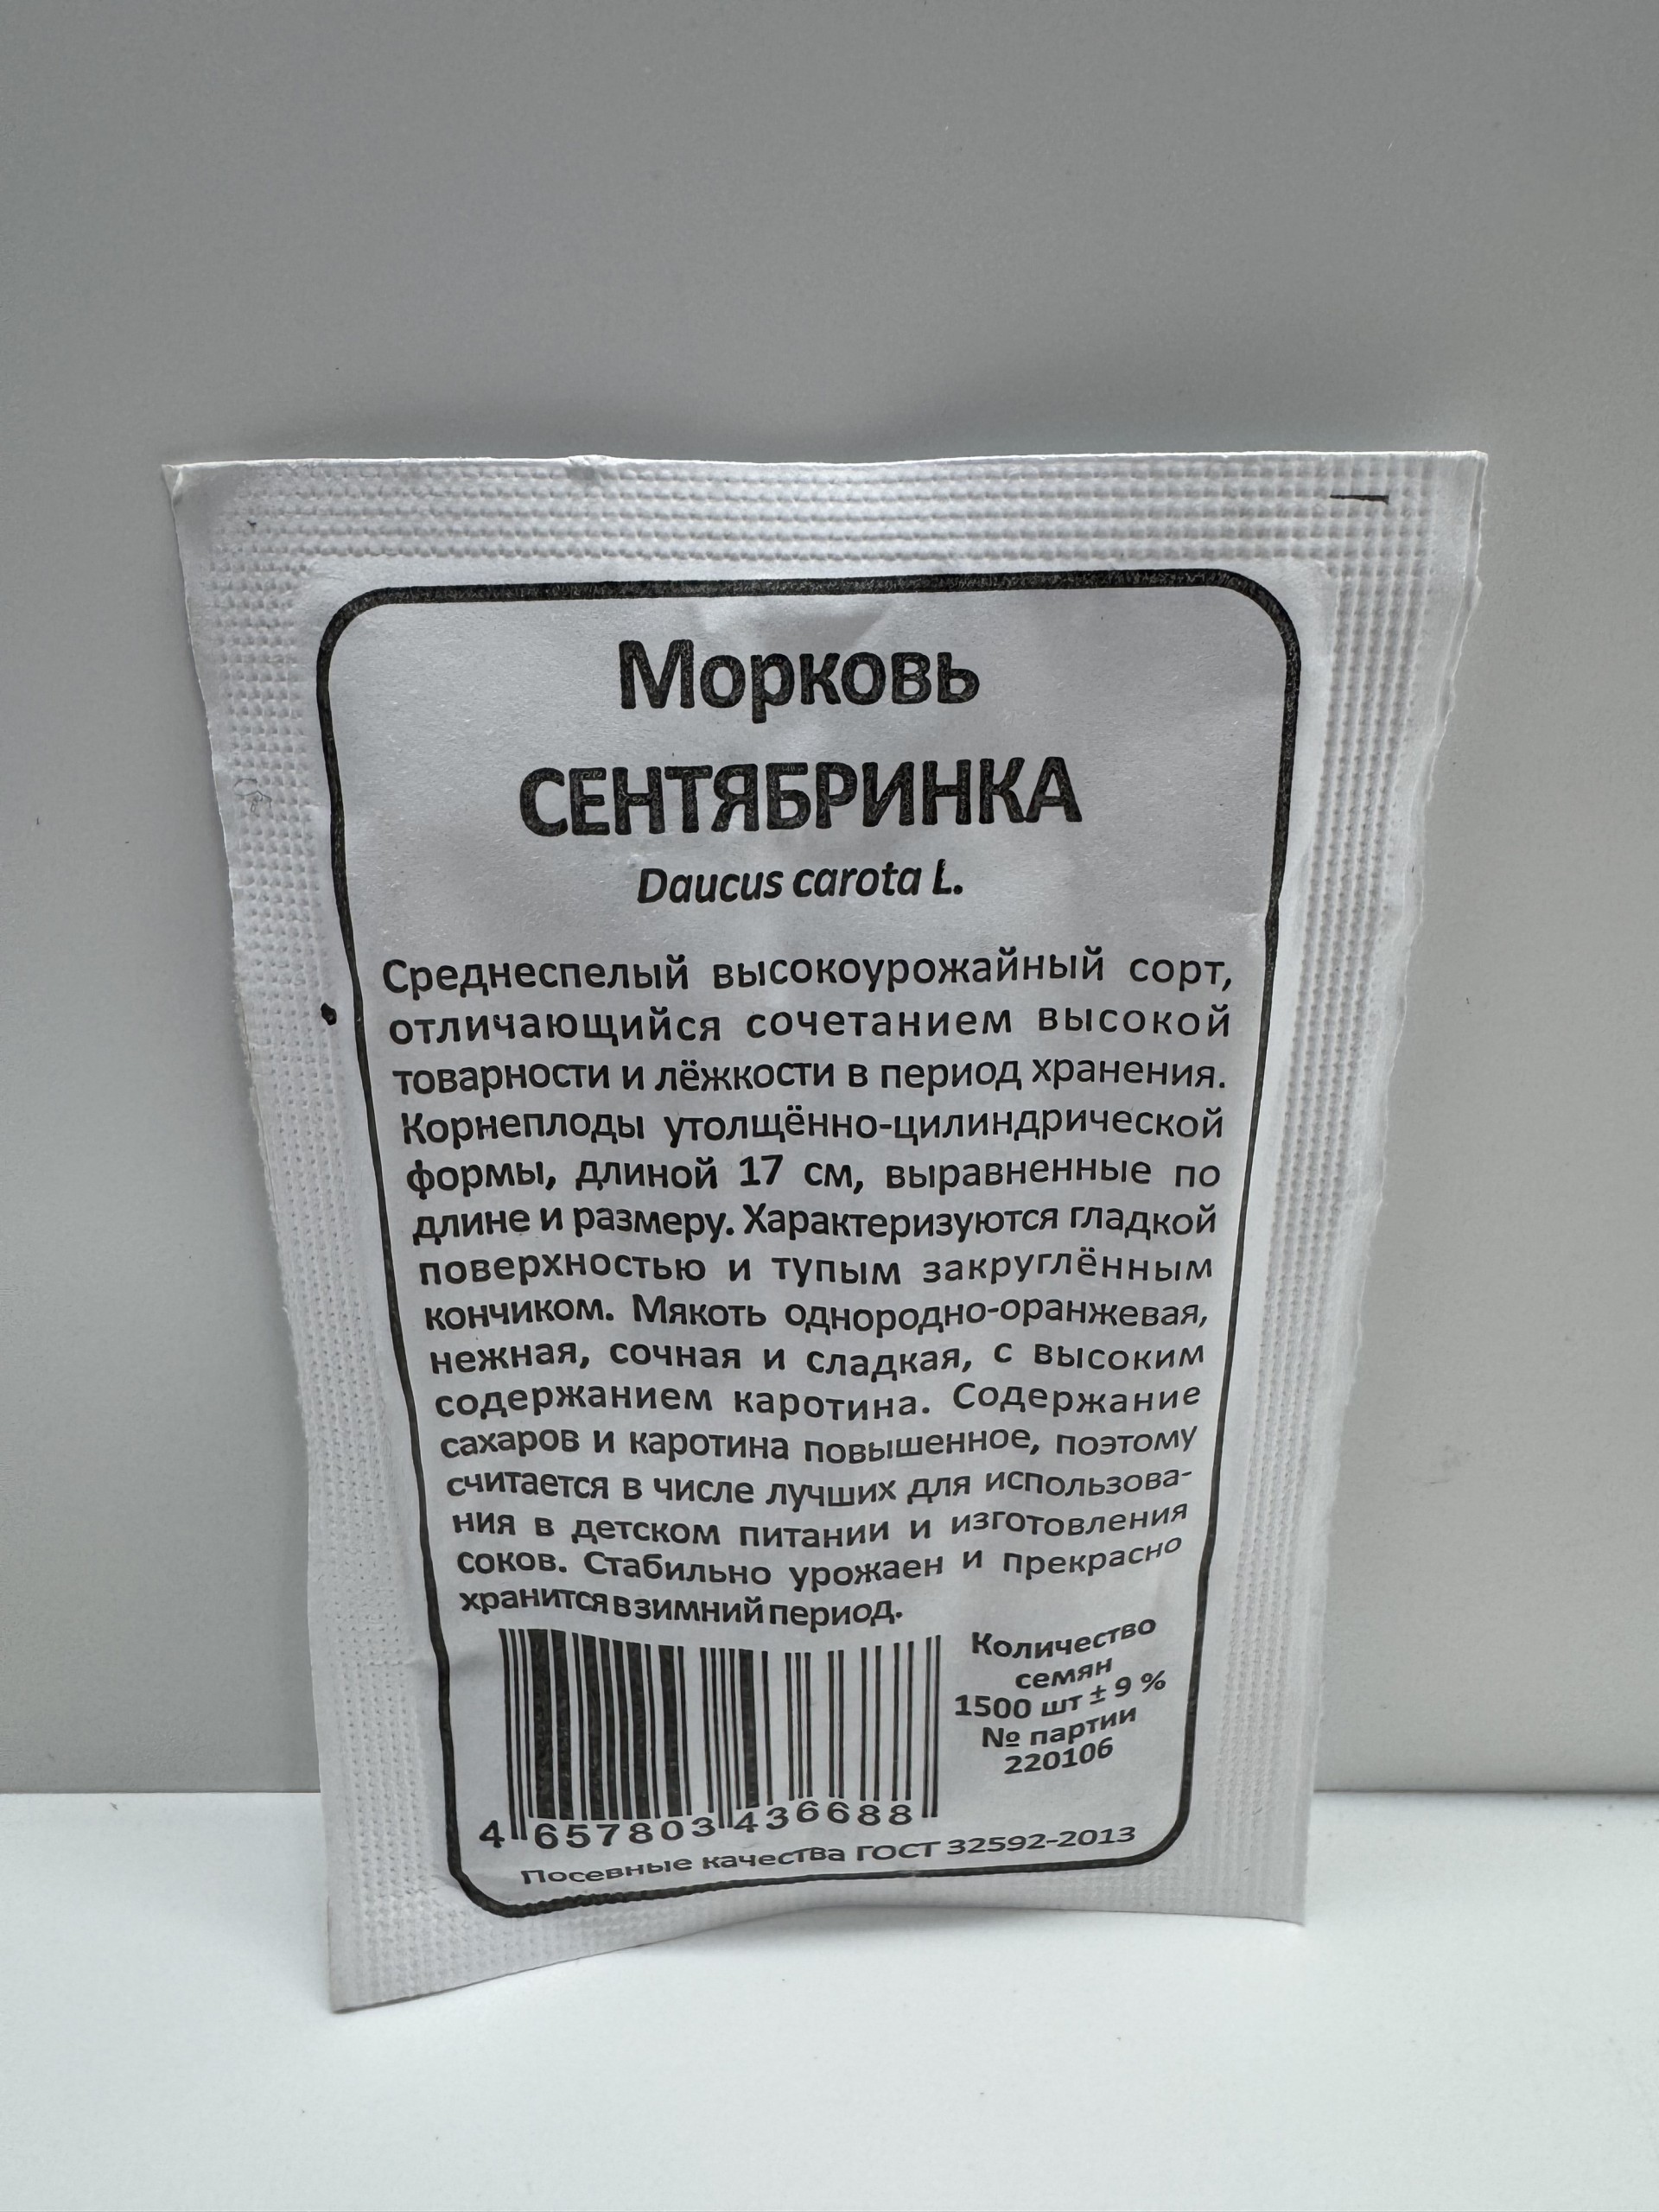 Морковь
СЕНТЯБРИНКА
Daucus carota L.
Среднеспелый высокоурожайный сорт,
отличающийся сочетанием высокой
товарности и лёжкости в период хранения.
Корнеплоды утолщённо-цилиндрической
формы, длиной 17 см, выравненные по
длине и размеру. Характеризуются гладкой
поверхностью и тупым закруглённым
кончиком. Мякоть однородно-оранжевая,
нежная, сочная и сладкая, с высоким
содержанием каротина. Содержание
сахаров и каротина повышенное, поэтому
считается в числе лучших для использова-
ния в детском питании и изготовления
соков. Стабильно урожаен и прекрасно
хранится в зимний период.
Количество
семян
1500 шт ± 9 %
№ партии
220106
4 657803 436688
Посевные качества ГОСТ 32592-2013